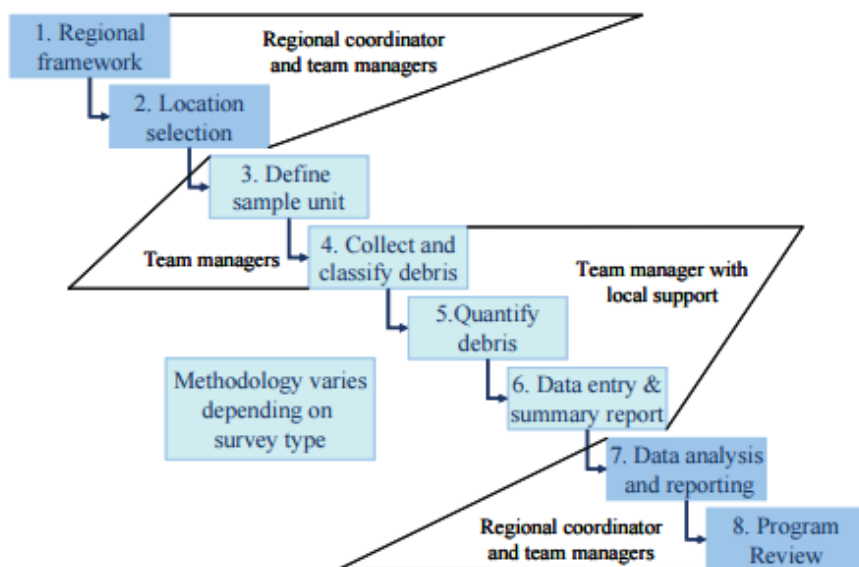 1. Regional
framework
Regional coordinator
and team managers
2. Location
selection
3. Define
sample unit
Team managers
4. Collect and
classify debris
Team manager with
local support
5.Quantify
debris
Methodology varies
depending on
survey type
6. Data entry &
summary report
7. Data analysis
and reporting
Regional coordinator
and team managers
8. Program
Review